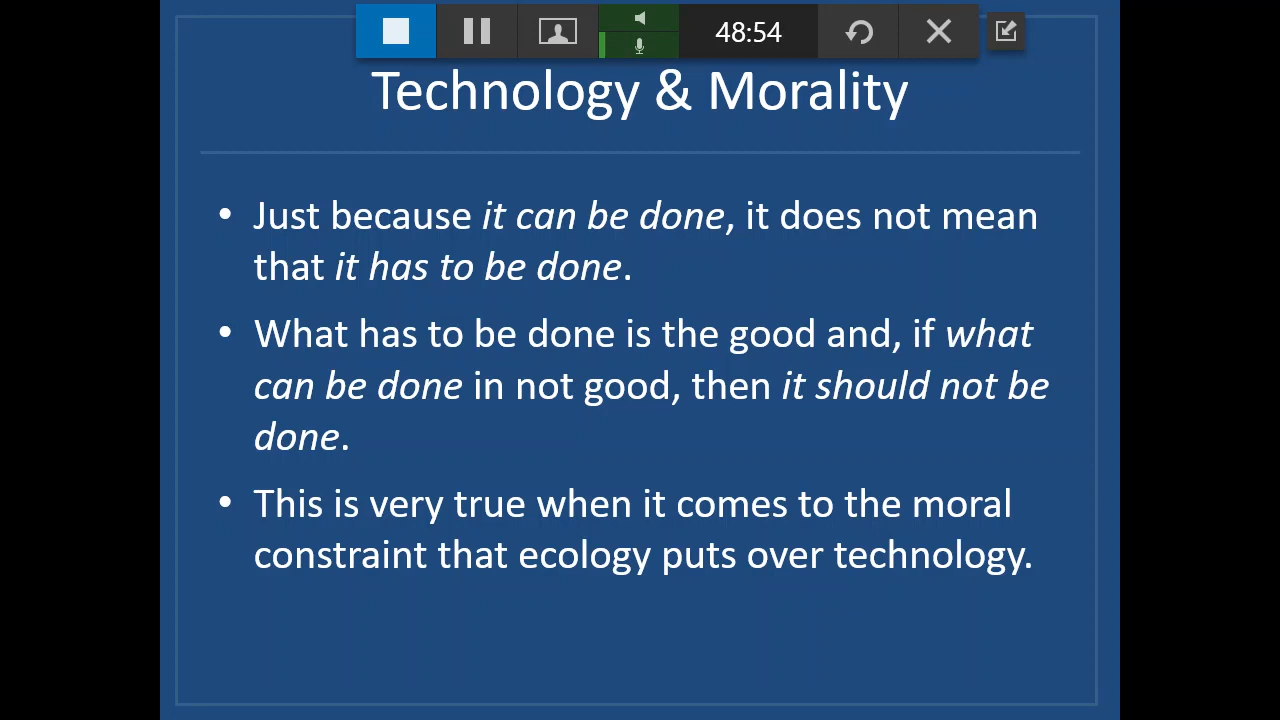 48:54
Technology & Morality
• Just because it can be done, it does not mean
that it has to be done.
• What has to be done is the good and, if what
can be done in not good, then it should not be
done.
• This is very true when it comes to the moral
constraint that ecology puts over technology.